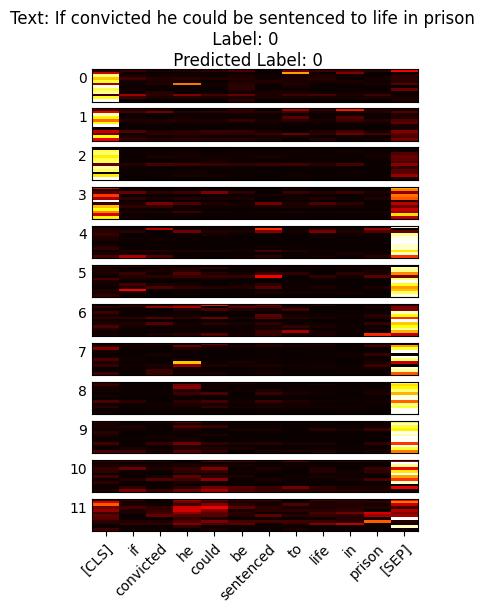 Text: If convicted he could be sentenced to life in prison
Label: 0
Predicted Label: 0
0
1
2
3
4
5
6
7
8
9
10
11
[CLS]
if
convicted
he
could
be
sentenced
to
life
in
prison
[SEP]